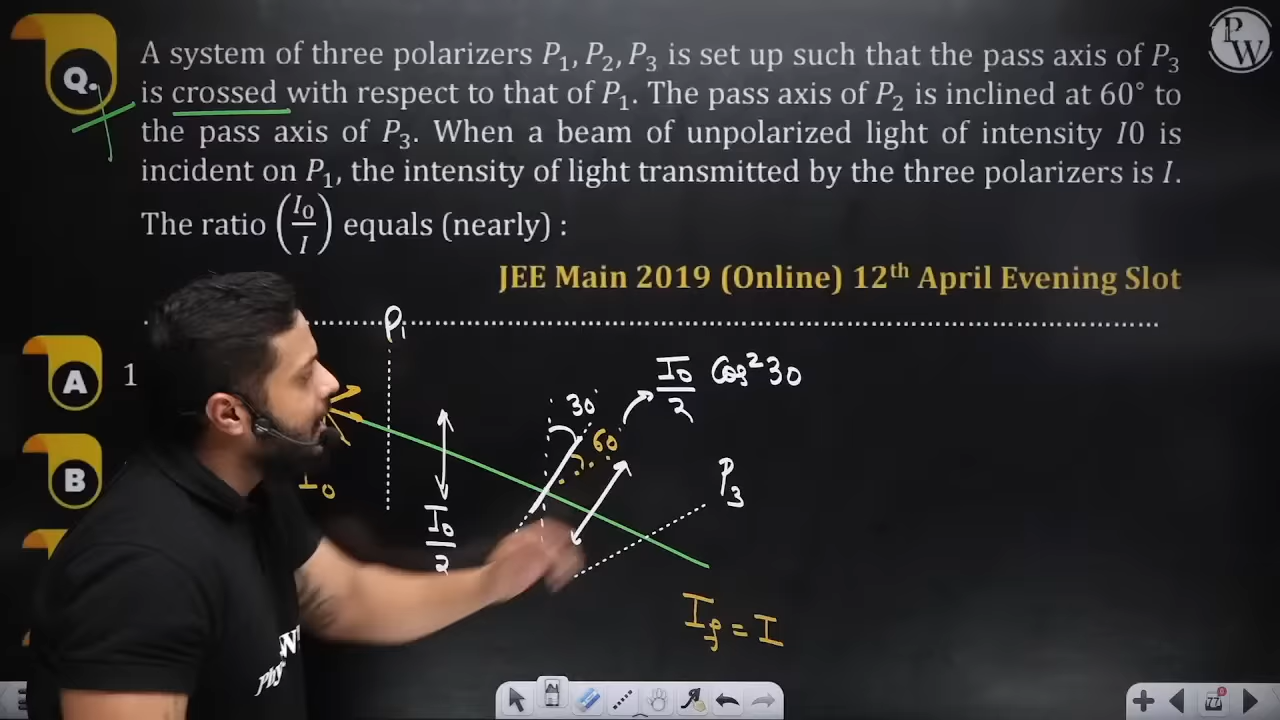 Q.
PW
A system of three polarizers P₁, P₂, P₃ is set up such that the pass axis of P₃
is crossed with respect to that of P₁. The pass axis of P₂ is inclined at 60° to
the pass axis of P₃. When a beam of unpolarized light of intensity I0 is
incident on P₁, the intensity of light transmitted by the three polarizers is I.
The ratio (I₀/I) equals (nearly) :
JEE Main 2019 (Online) 12th April Evening Slot
P₁
A 1
I₀/2 cos²30
30
60
B
P₃
I₀
I₀/2
I_f = I